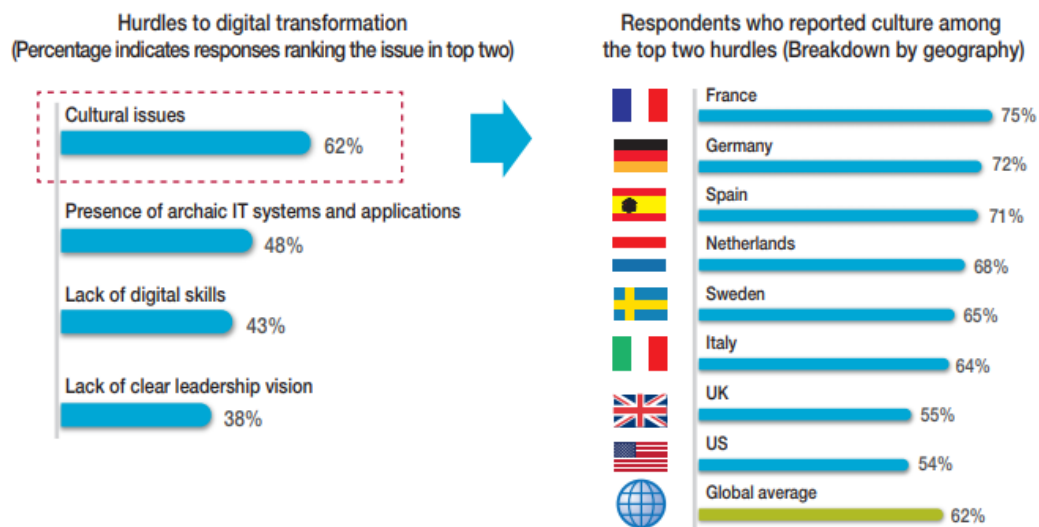 Hurdles to digital transformation
(Percentage indicates responses ranking the issue in top two)
Cultural issues
62%
Presence of archaic IT systems and applications
48%
Lack of digital skills
43%
Lack of clear leadership vision
38%
Respondents who reported culture among
the top two hurdles (Breakdown by geography)
France
75%
Germany
72%
Spain
71%
Netherlands
68%
Sweden
65%
Italy
64%
UK
55%
US
54%
Global average
62%